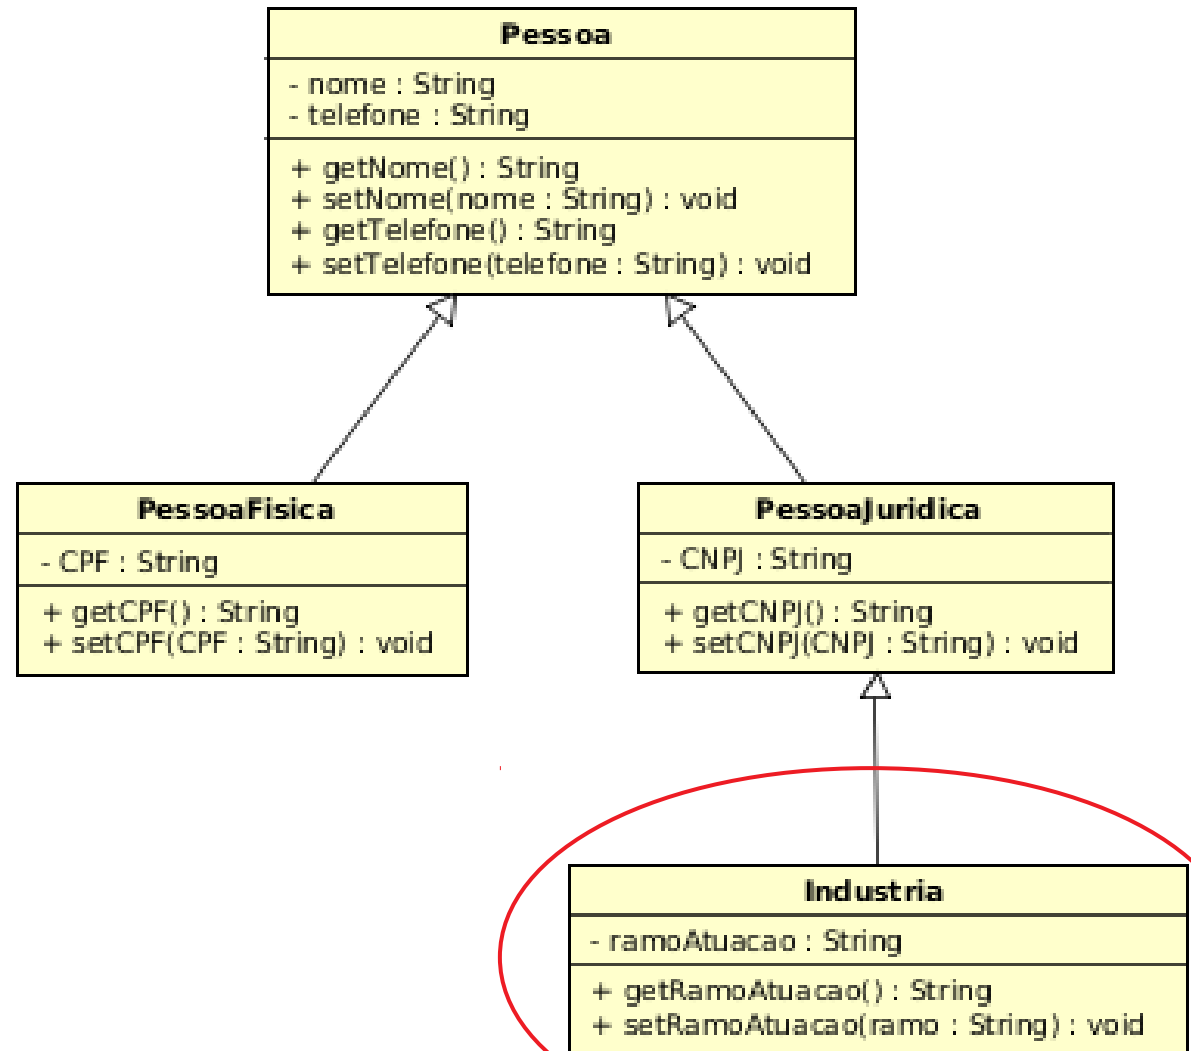 Pessoa
- nome : String
- telefone : String
+ getNome() : String
+ setNome(nome : String) : void
+ getTelefone() : String
+ setTelefone(telefone : String) : void
PessoaFisica
- CPF : String
+ getCPF() : String
+ setCPF(CPF : String) : void
PessoaJuridica
- CNPJ : String
+ getCNPJ() : String
+ setCNPJ(CNPJ : String) : void
Industria
- ramoAtuacao : String
+ getRamoAtuacao() : String
+ setRamoAtuacao(ramo : String) : void